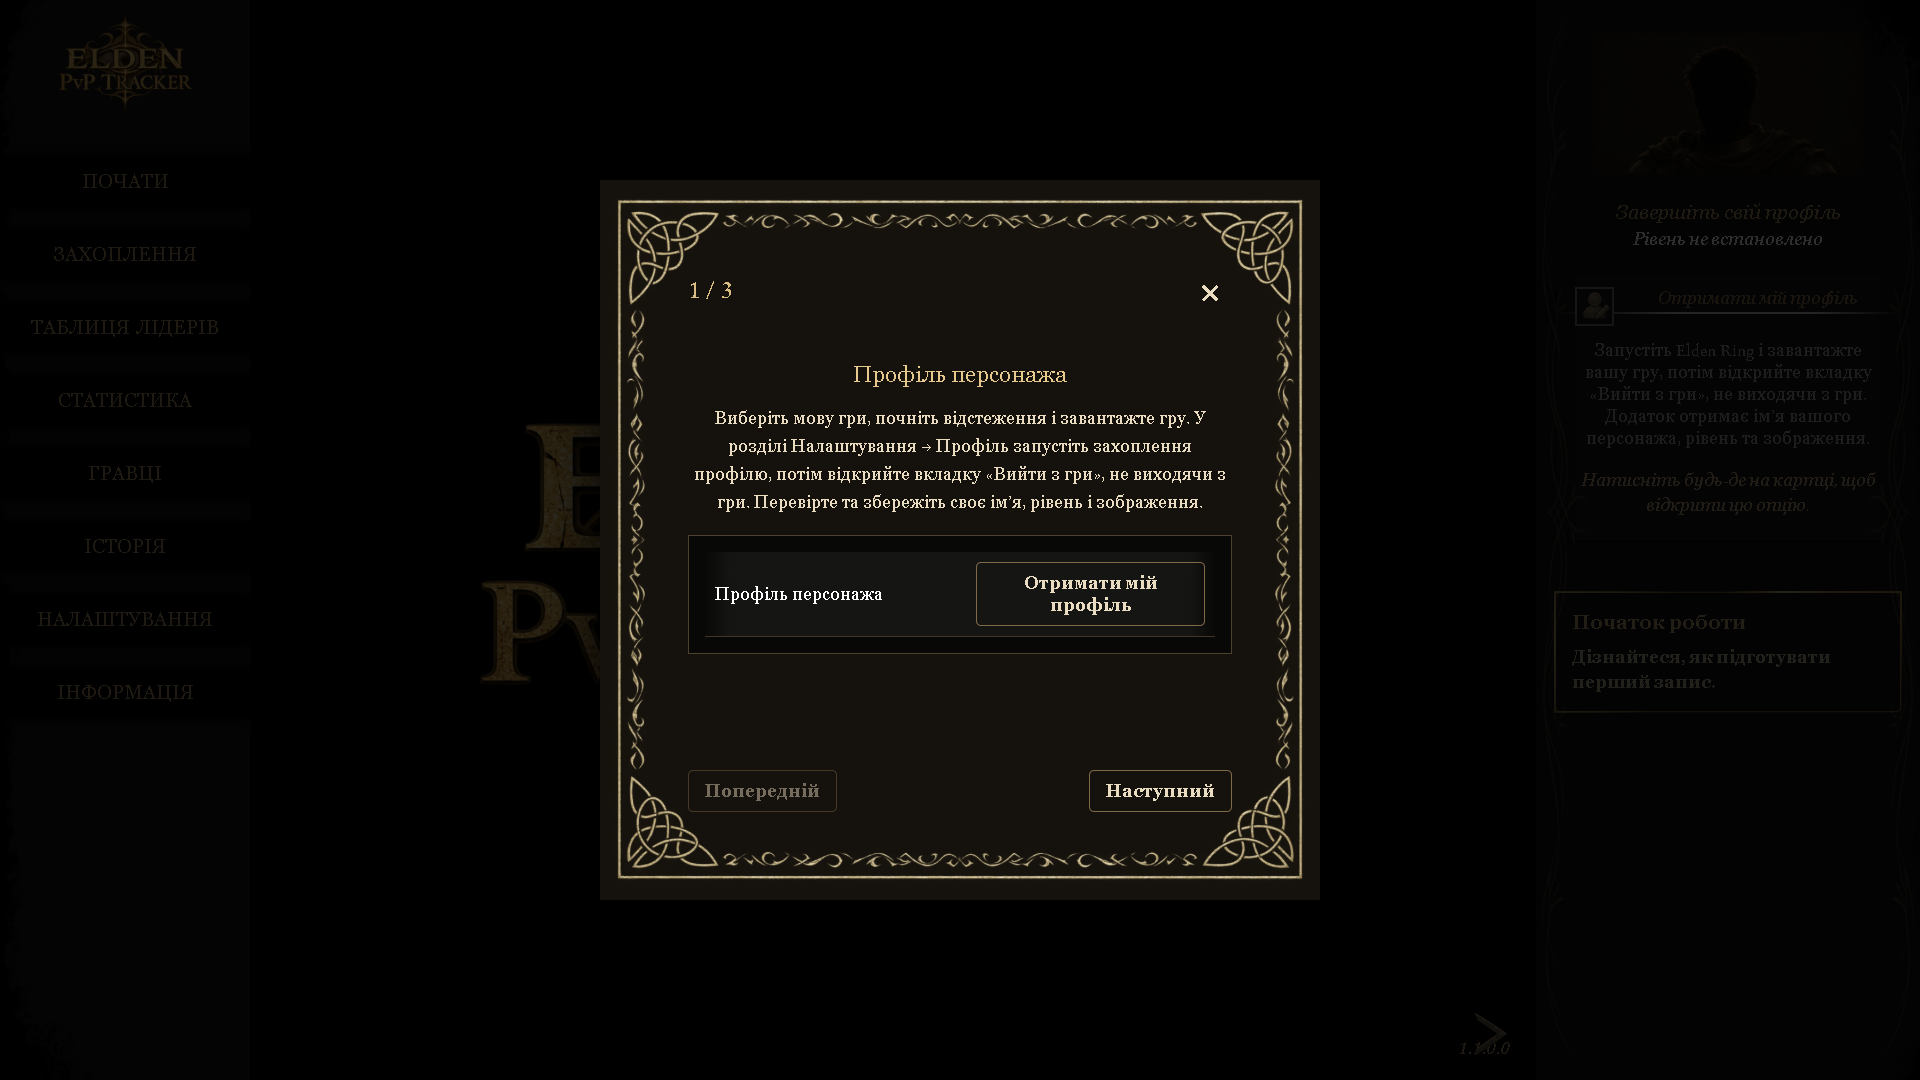 ELDEN
PvP TRACKER
ПОЧАТИ
ЗАХОПЛЕННЯ
ТАБЛИЦЯ ЛІДЕРІВ
СТАТИСТИКА
ГРАВЦІ
ІСТОРІЯ
НАЛАШТУВАННЯ
ІНФОРМАЦІЯ
1 / 3
Профіль персонажа
Виберіть мову гри, почніть відстеження і завантажте гру. У
розділі Налаштування → Профіль запустіть захоплення
профілю, потім відкрийте вкладку «Вийти з гри», не виходячи з
гри. Перевірте та збережіть своє ім'я, рівень і зображення.
Профіль персонажа
Отримати мій
профіль
Попередній
Наступний
Завершіть свій профіль
Рівень не встановлено
Отримати мій профіль
Запустіть Elden Ring і завантажте
вашу гру, потім відкрийте вкладку
«Вийти з гри», не виходячи з гри.
Додаток отримає ім'я вашого
персонажа, рівень та зображення.
Натисніть будь-де на картці, щоб
відкрити цю опцію.
Початок роботи
Дізнайтеся, як підготувати
перший запис.
1.1.0.0